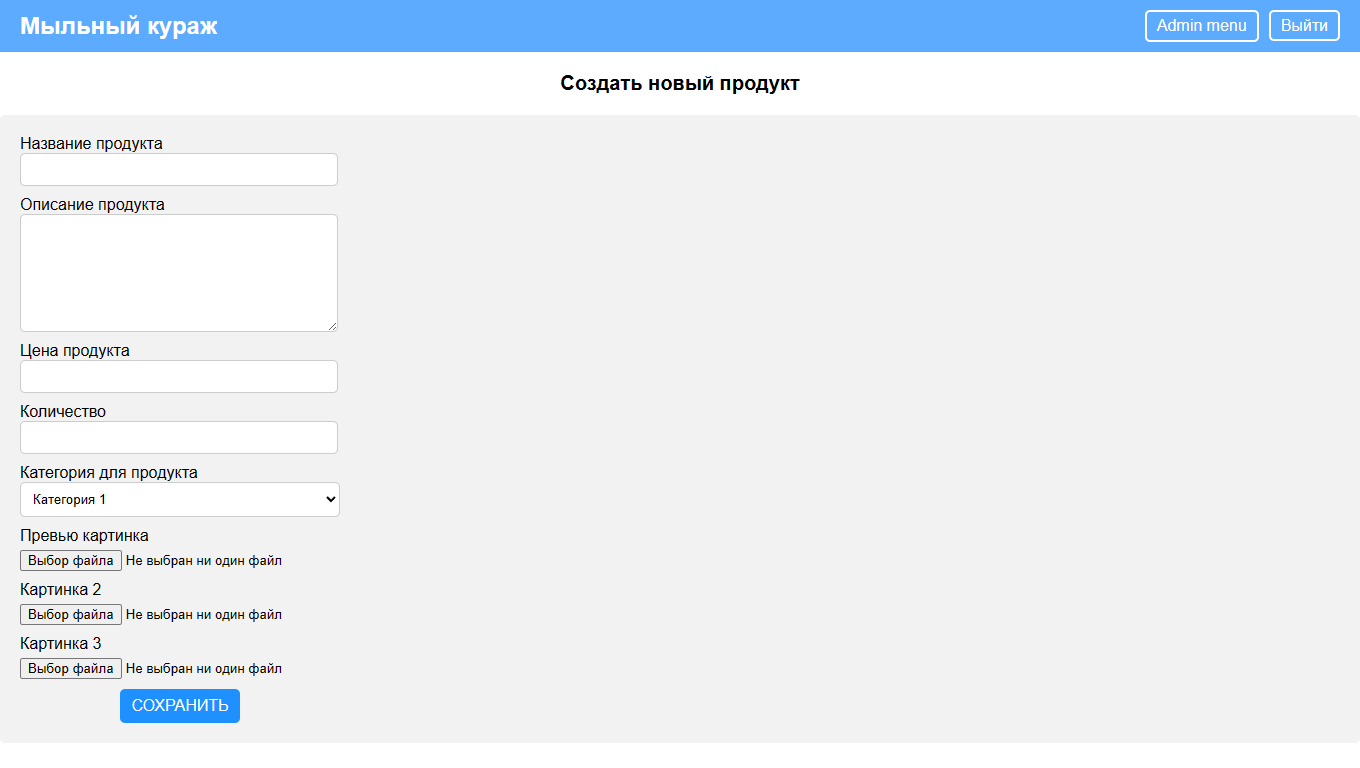 Мыльный кураж
Admin menu
Выйти
Создать новый продукт
Название продукта
Описание продукта
Цена продукта
Количество
Категория для продукта
Категория 1
Превью картинка
Выбор файла Не выбран ни один файл
Картинка 2
Выбор файла Не выбран ни один файл
Картинка 3
Выбор файла Не выбран ни один файл
СОХРАНИТЬ